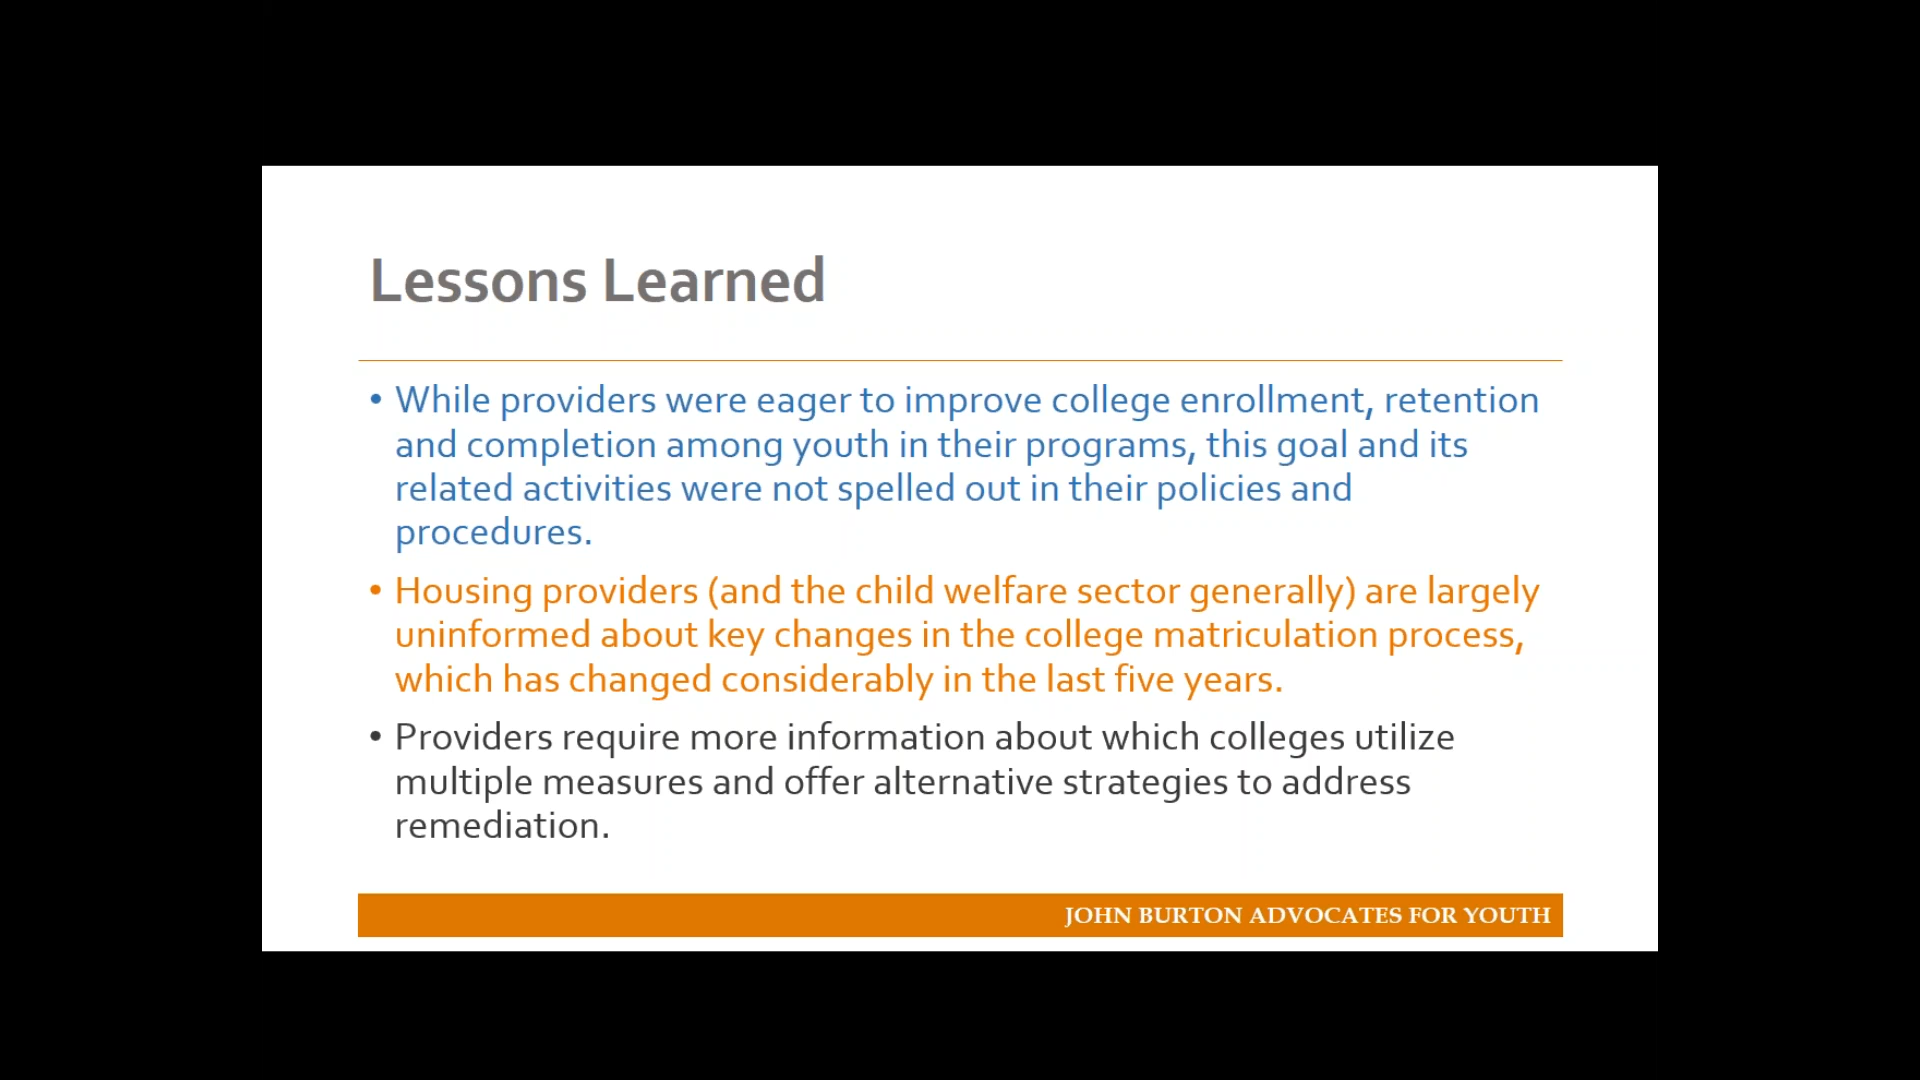 Lessons Learned
• While providers were eager to improve college enrollment, retention
and completion among youth in their programs, this goal and its
related activities were not spelled out in their policies and
procedures.
• Housing providers (and the child welfare sector generally) are largely
uninformed about key changes in the college matriculation process,
which has changed considerably in the last five years.
• Providers require more information about which colleges utilize
multiple measures and offer alternative strategies to address
remediation.
JOHN BURTON ADVOCATES FOR YOUTH